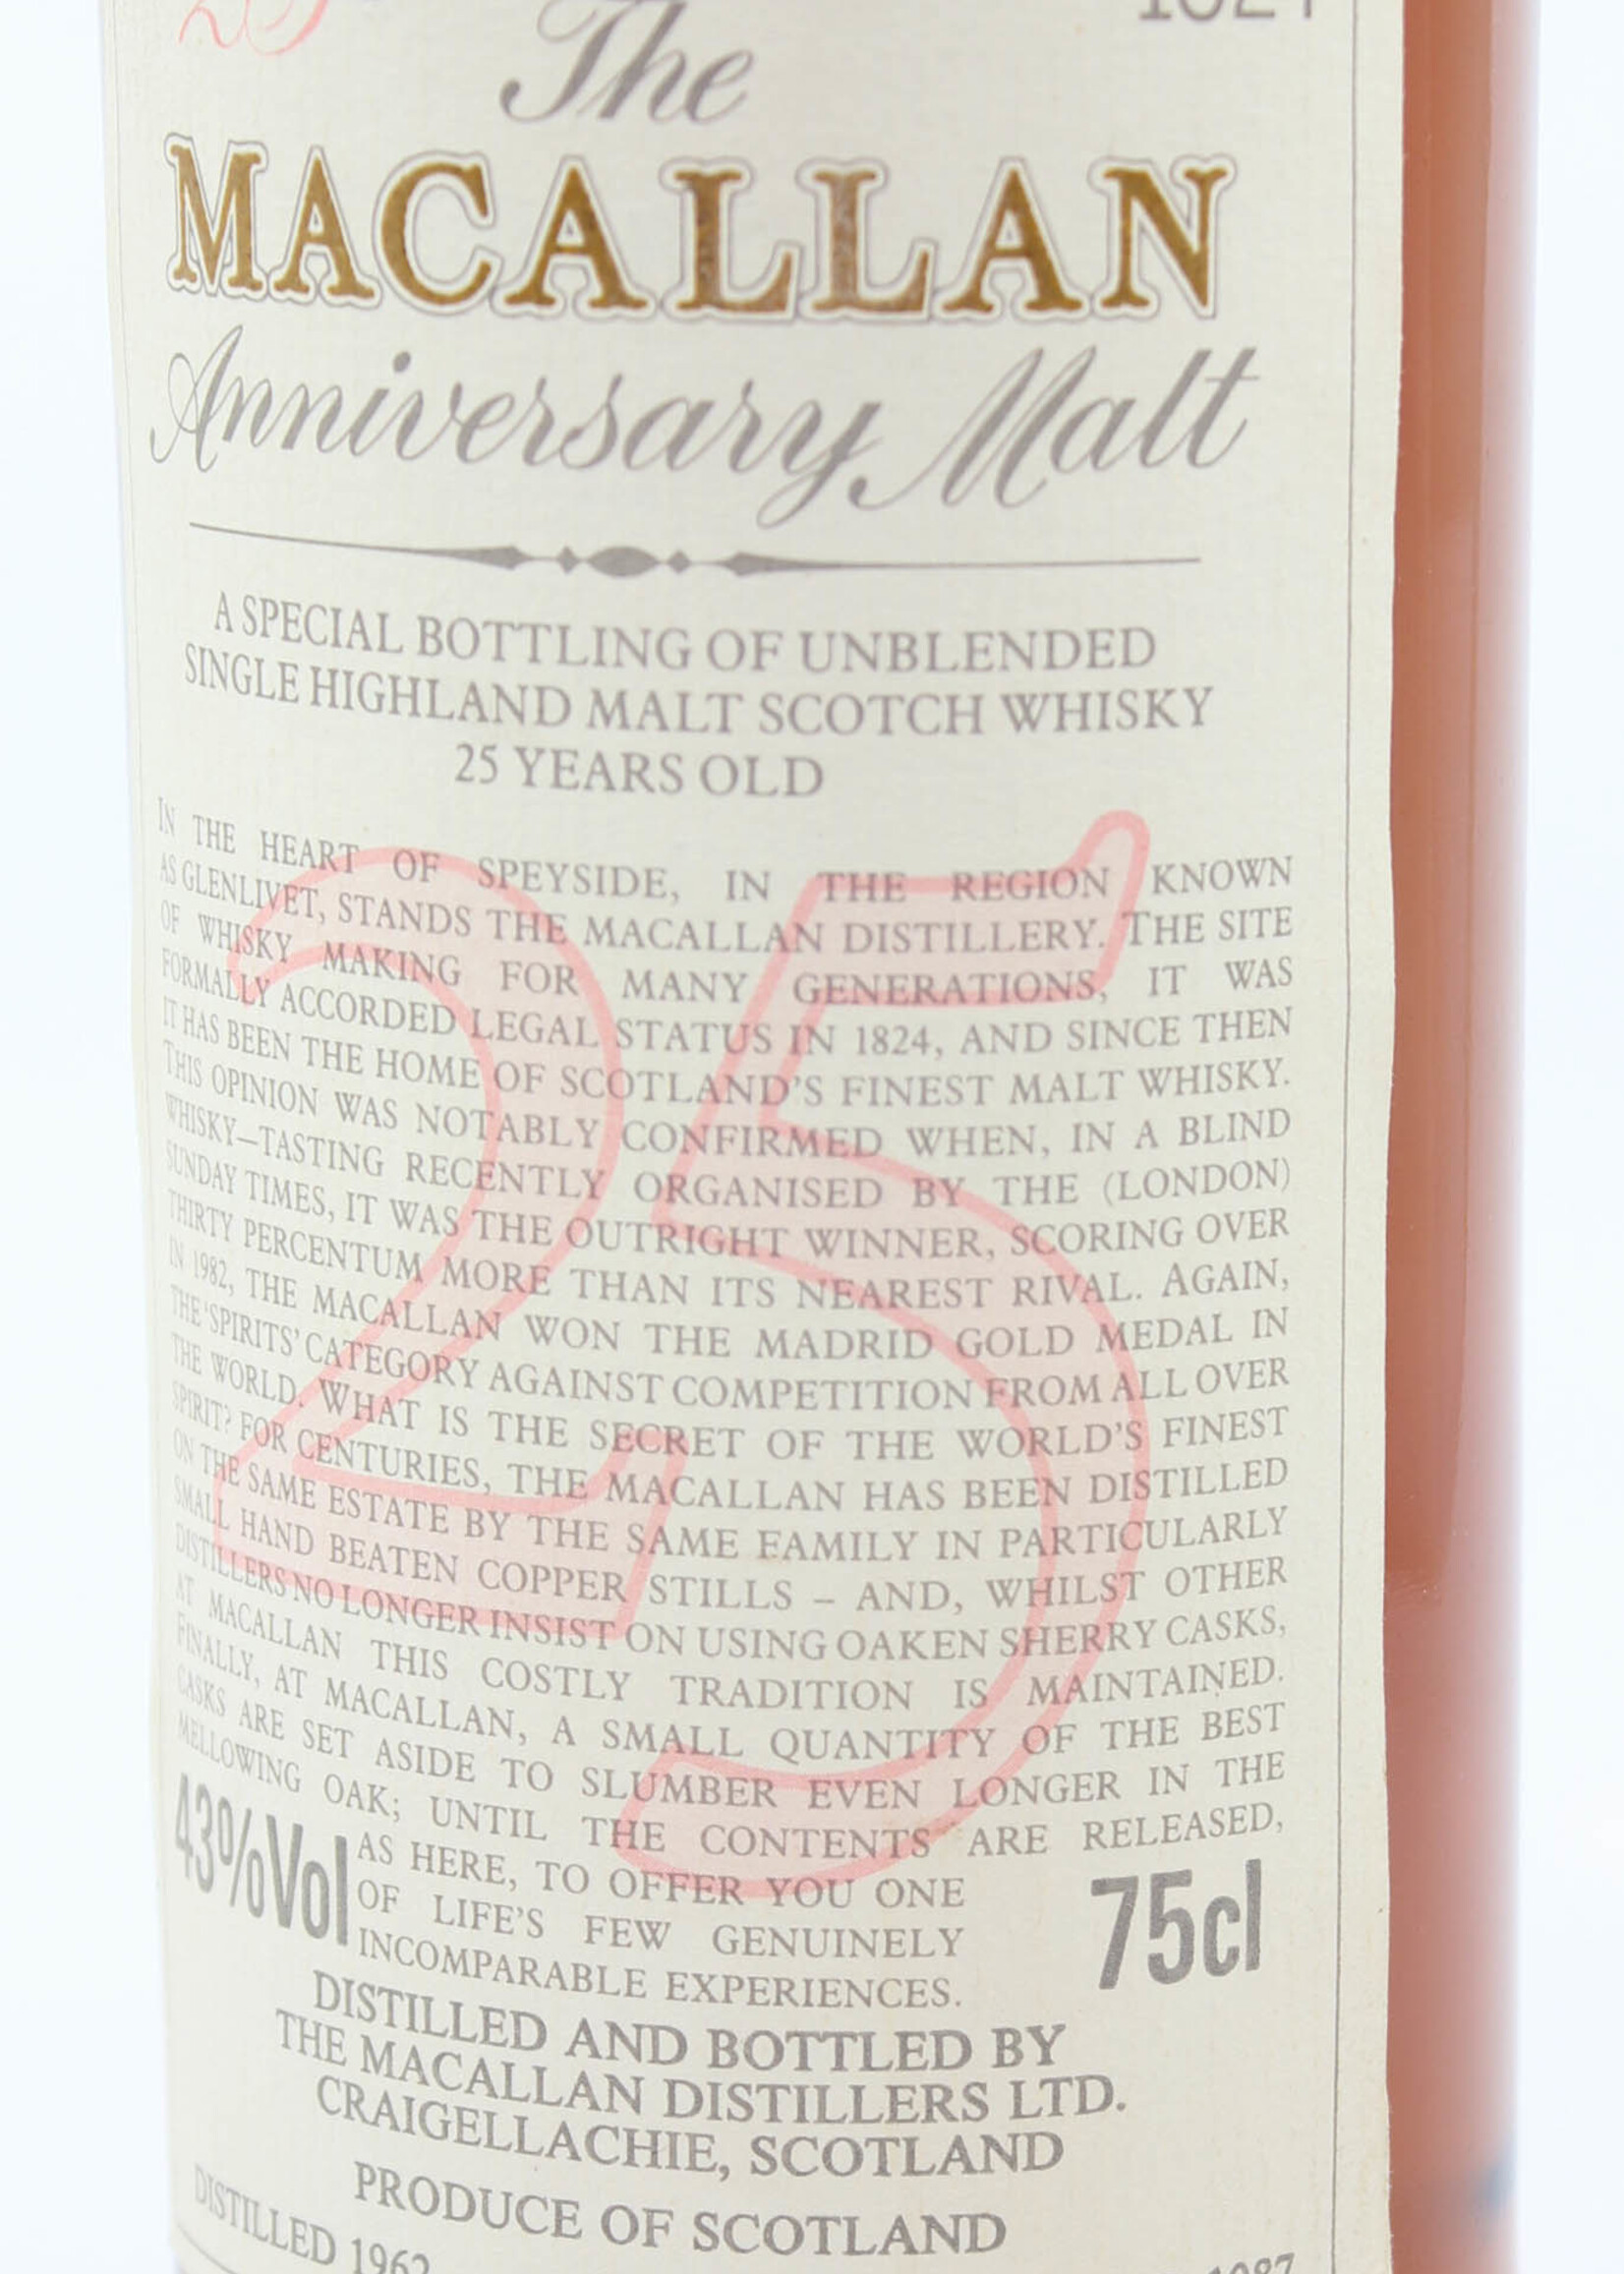 The
MACALLAN
Anniversary Malt
A SPECIAL BOTTLING OF UNBLENDED
SINGLE HIGHLAND MALT SCOTCH WHISKY
25 YEARS OLD
25
IN THE HEART OF SPEYSIDE, IN THE REGION KNOWN
AS GLENLIVET, STANDS THE MACALLAN DISTILLERY. THE SITE
OF WHISKY MAKING FOR MANY GENERATIONS, IT WAS
FORMALLY ACCORDED LEGAL STATUS IN 1824, AND SINCE THEN
IT HAS BEEN THE HOME OF SCOTLAND'S FINEST MALT WHISKY.
THIS OPINION WAS NOTABLY CONFIRMED WHEN, IN A BLIND
WHISKY–TASTING RECENTLY ORGANISED BY THE (LONDON)
SUNDAY TIMES, IT WAS THE OUTRIGHT WINNER, SCORING OVER
THIRTY PERCENTUM MORE THAN ITS NEAREST RIVAL. AGAIN,
IN 1982, THE MACALLAN WON THE MADRID GOLD MEDAL IN
THE 'SPIRITS' CATEGORY AGAINST COMPETITION FROM ALL OVER
THE WORLD. WHAT IS THE SECRET OF THE WORLD'S FINEST
SPIRIT? FOR CENTURIES, THE MACALLAN HAS BEEN DISTILLED
ON THE SAME ESTATE BY THE SAME FAMILY IN PARTICULARLY
SMALL HAND BEATEN COPPER STILLS – AND, WHILST OTHER
DISTILLERS NO LONGER INSIST ON USING OAKEN SHERRY CASKS,
AT MACALLAN THIS COSTLY TRADITION IS MAINTAINED.
FINALLY, AT MACALLAN, A SMALL QUANTITY OF THE BEST
CASKS ARE SET ASIDE TO SLUMBER EVEN LONGER IN THE
MELLOWING OAK; UNTIL THE CONTENTS ARE RELEASED,
AS HERE, TO OFFER YOU ONE
OF LIFE'S FEW GENUINELY
INCOMPARABLE EXPERIENCES.
43%Vol
75cl
DISTILLED AND BOTTLED BY
THE MACALLAN DISTILLERS LTD.
CRAIGELLACHIE, SCOTLAND
PRODUCE OF SCOTLAND
DISTILLED 1962